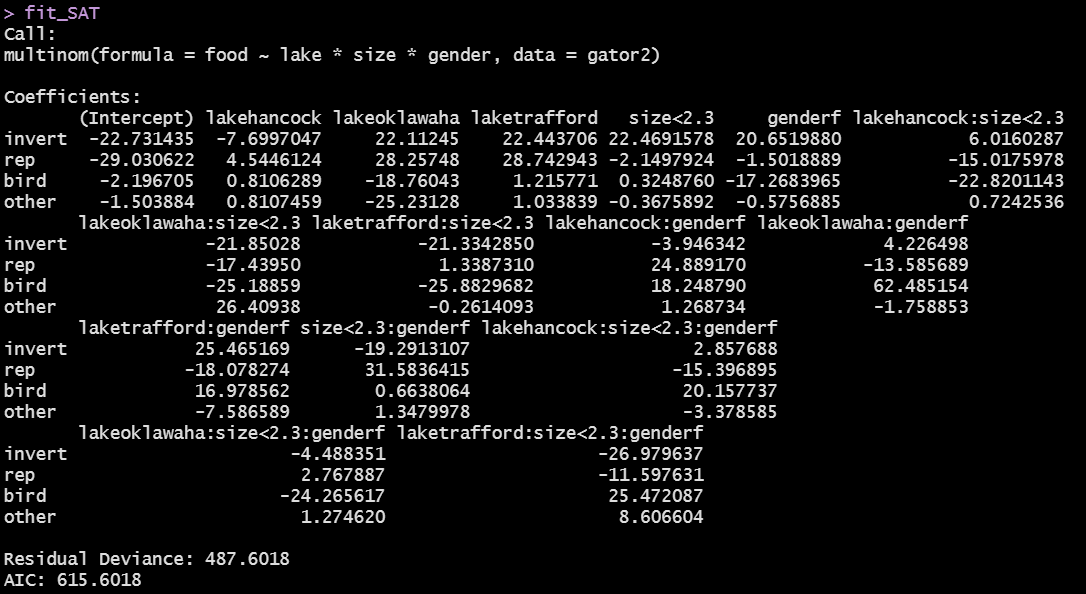 > fit_SAT
Call:
multinom(formula = food ~ lake * size * gender, data = gator2)

Coefficients:
       (Intercept) lakehancock lakeoklawaha laketrafford   size<2.3     genderf lakehancock:size<2.3
invert  -22.731435  -7.6997047     22.11245    22.443706 22.4691578  20.6519880            6.0160287
rep     -29.030622   4.5446124     28.25748    28.742943 -2.1497924  -1.5018889          -15.0175978
bird     -2.196705   0.8106289    -18.76043     1.215771  0.3248760 -17.2683965          -22.8201143
other    -1.503884   0.8107459    -25.23128     1.033839 -0.3675892  -0.5756885            0.7242536
       lakeoklawaha:size<2.3 laketrafford:size<2.3 lakehancock:genderf lakeoklawaha:genderf
invert             -21.85028           -21.3342850           -3.946342             4.226498
rep                -17.43950             1.3387310           24.889170           -13.585689
bird               -25.18859           -25.8829682           18.248790            62.485154
other               26.40938            -0.2614093            1.268734            -1.758853
       laketrafford:genderf size<2.3:genderf lakehancock:size<2.3:genderf
invert            25.465169      -19.2913107                     2.857688
rep              -18.078274       31.5836415                   -15.396895
bird              16.978562        0.6638064                    20.157737
other             -7.586589        1.3479978                    -3.378585
       lakeoklawaha:size<2.3:genderf laketrafford:size<2.3:genderf
invert                     -4.488351                    -26.979637
rep                         2.767887                    -11.597631
bird                      -24.265617                     25.472087
other                       1.274620                      8.606604

Residual Deviance: 487.6018
AIC: 615.6018